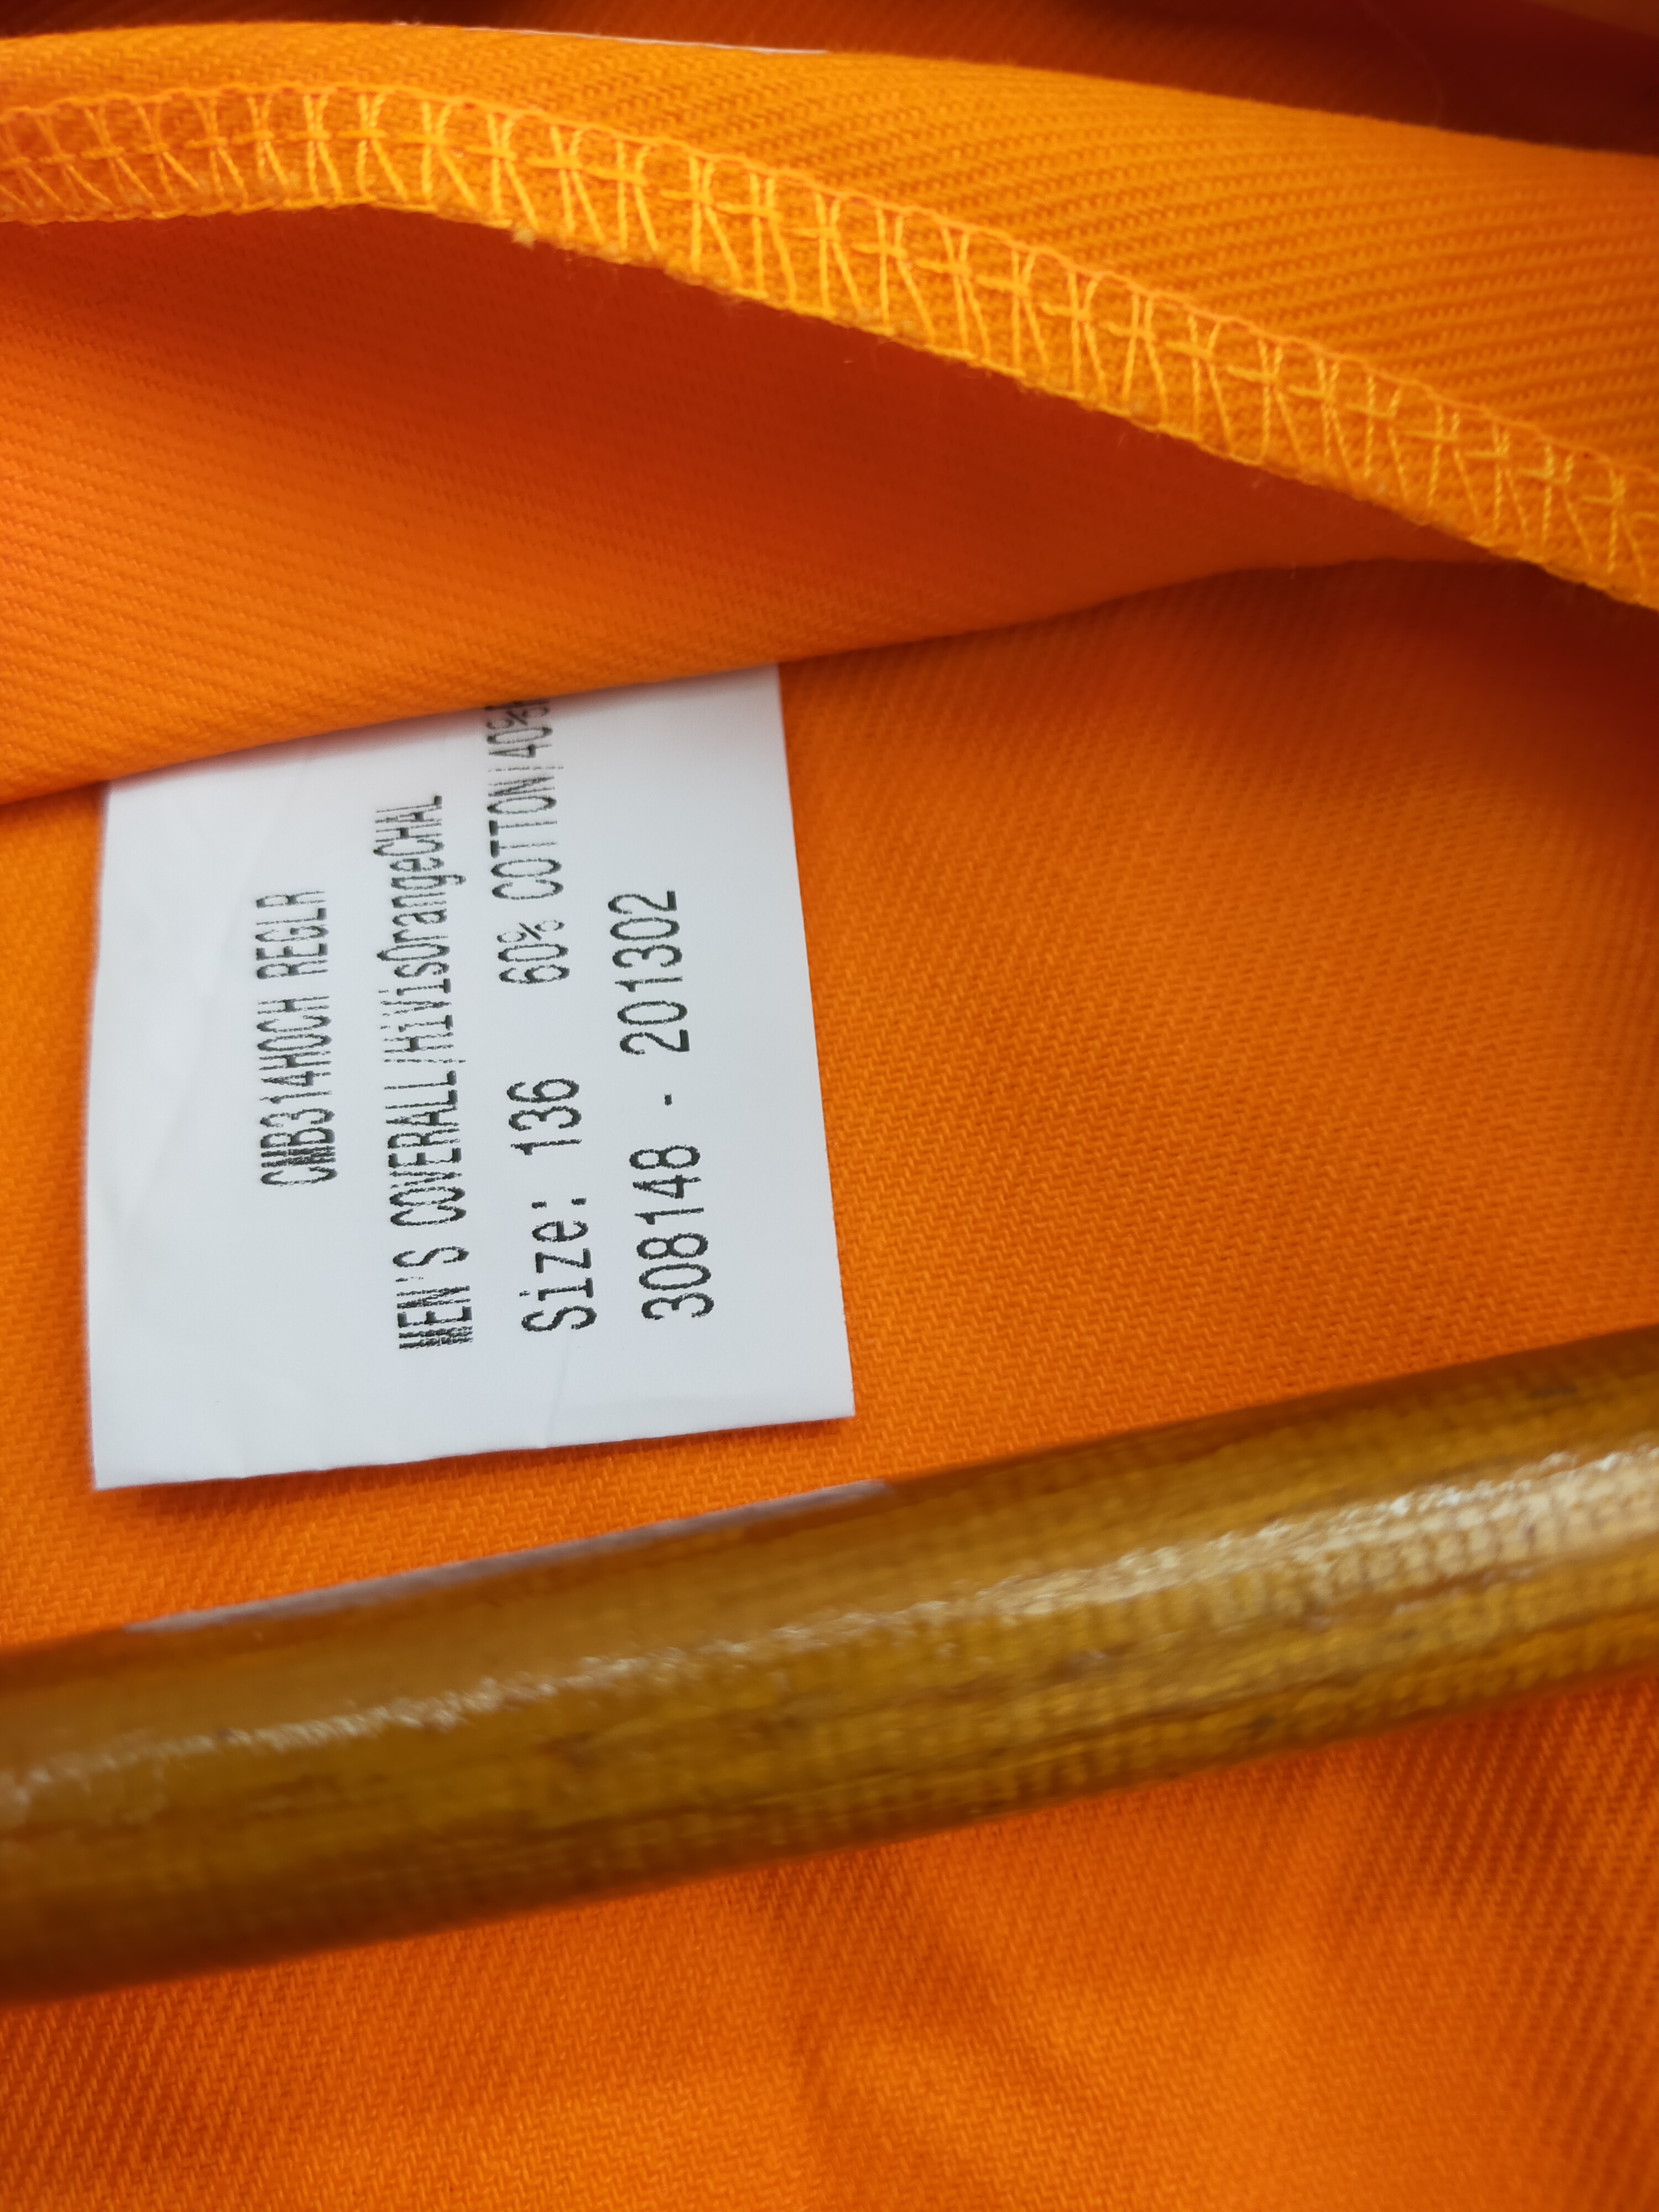 CMB314HOCH REGLR
MEN'S COVERALL/HiVisOrangeCHAL
Size: 136 60% COTTON/40%
308148 - 201302